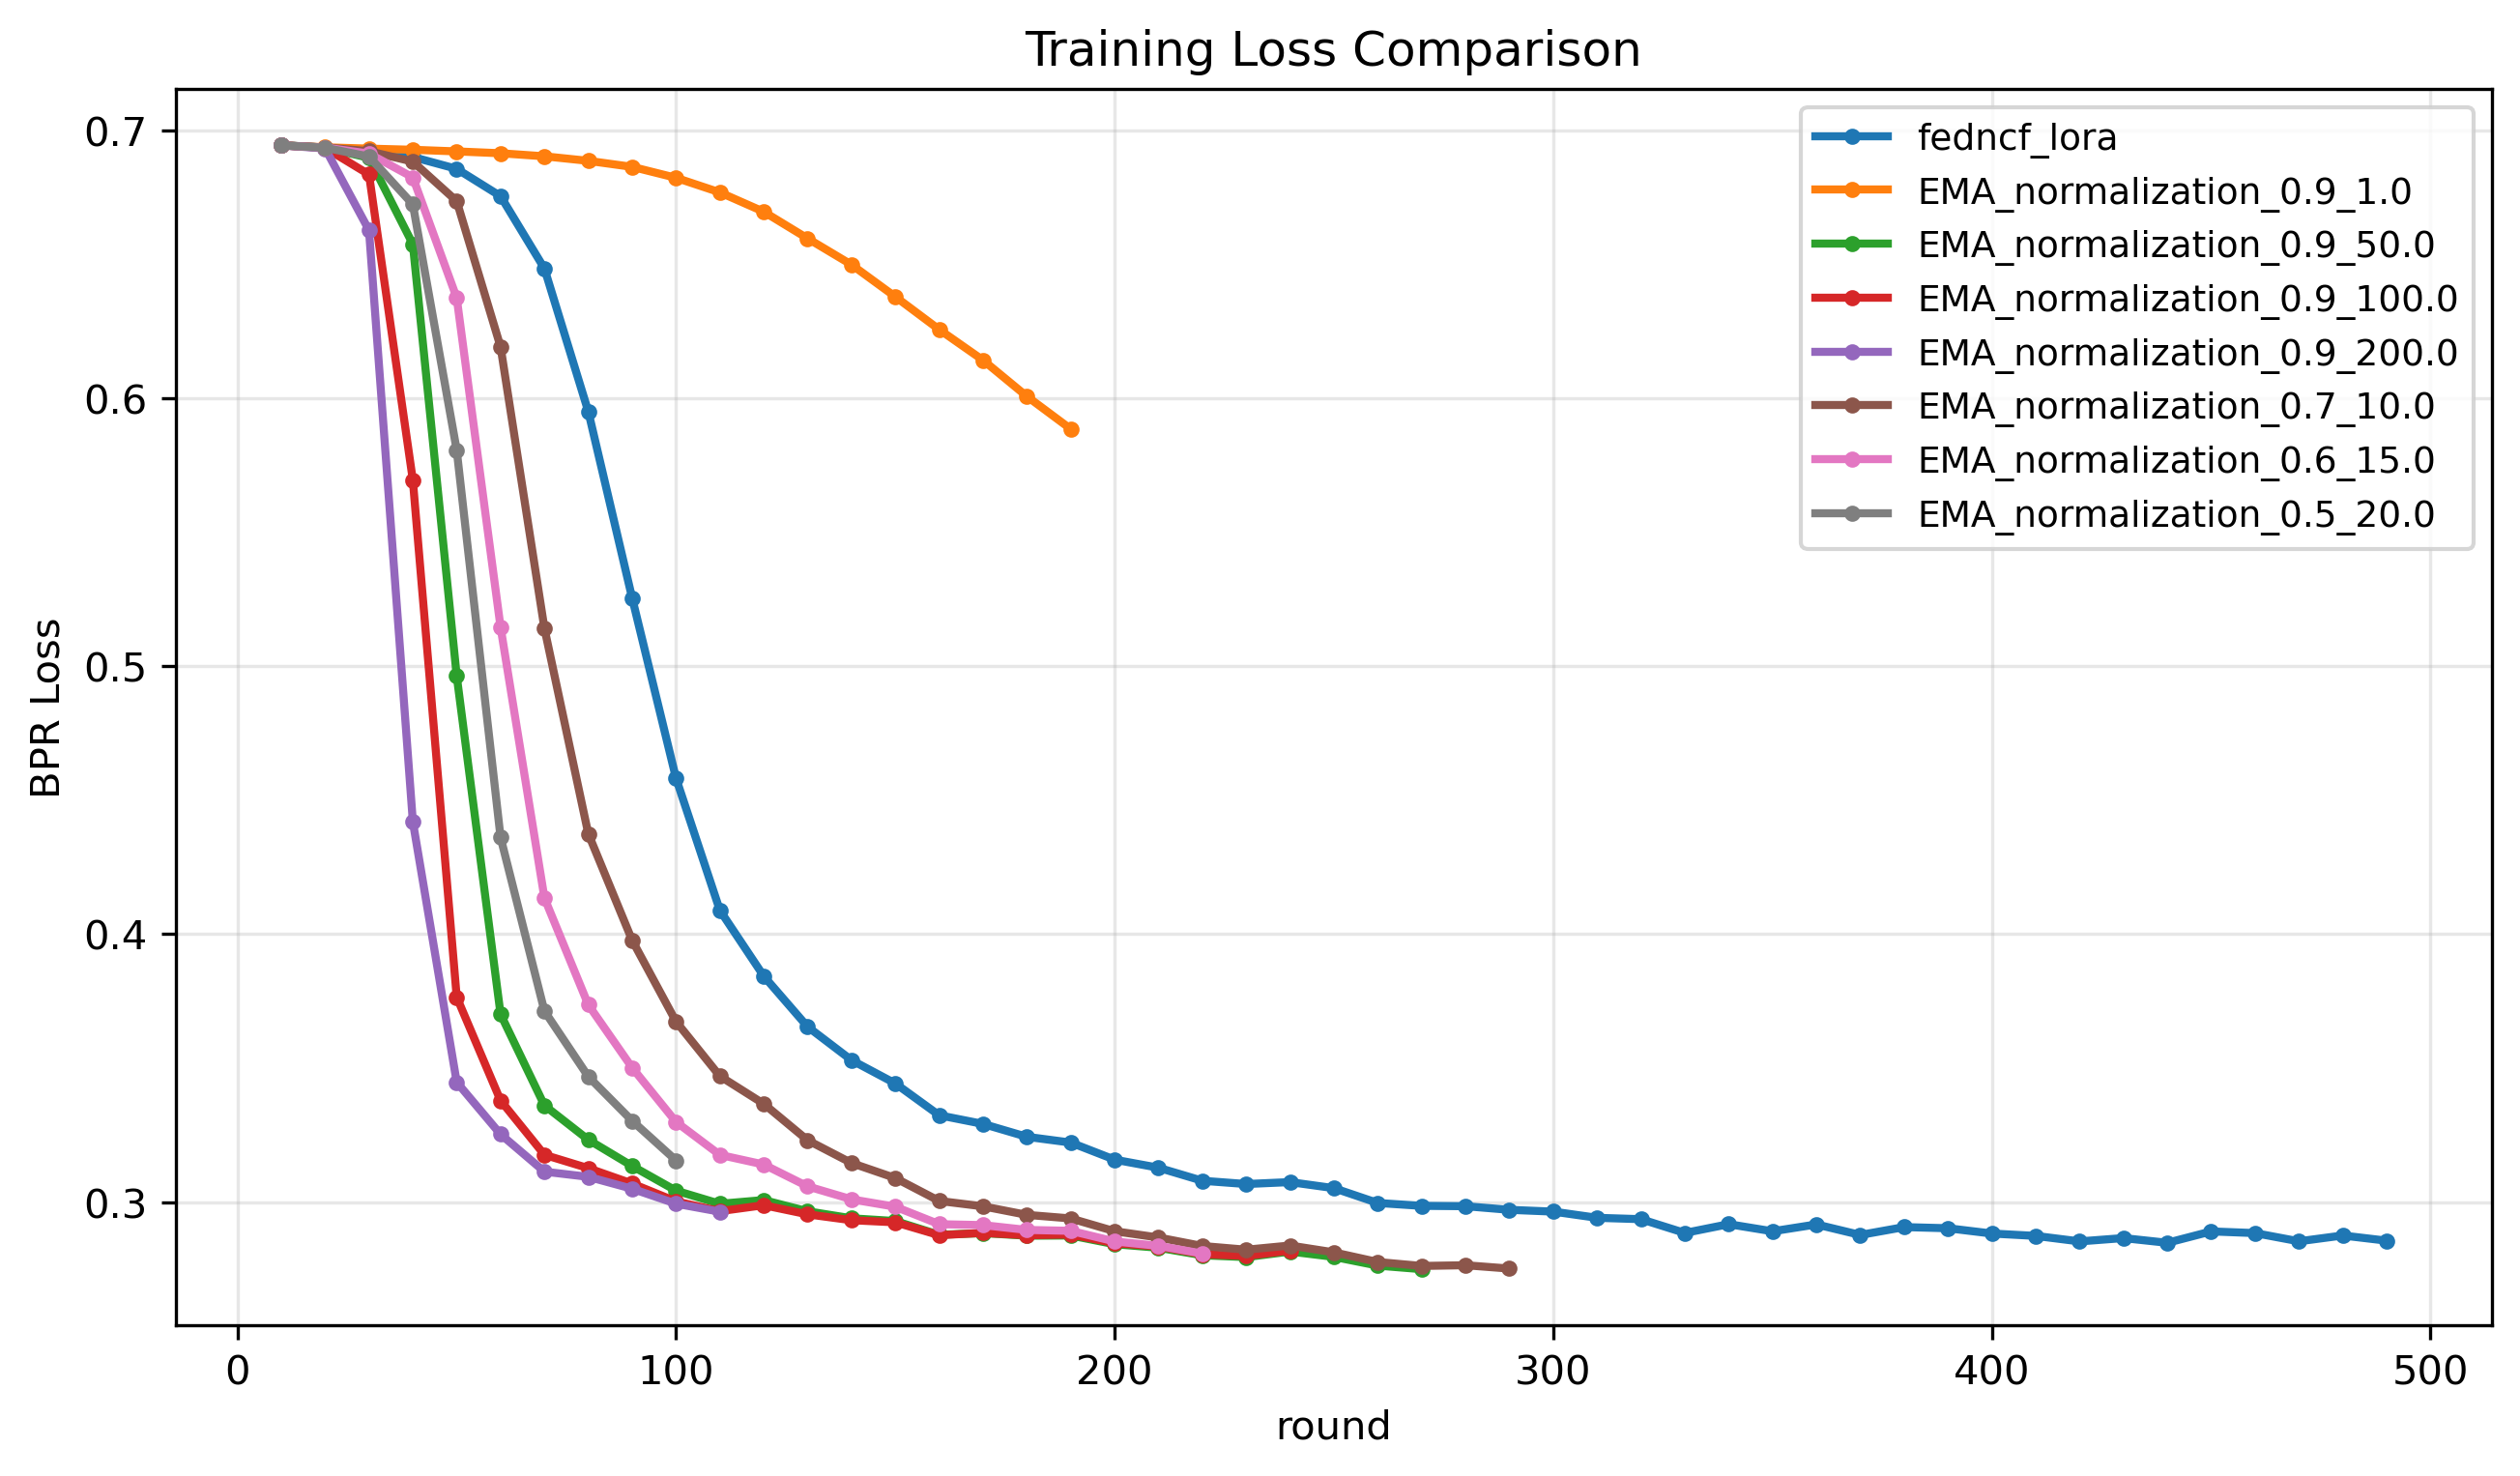 Training Loss Comparison
0.7
0.6
0.5
0.4
0.3
BPR Loss
fedncf_lora
EMA_normalization_0.9_1.0
EMA_normalization_0.9_50.0
EMA_normalization_0.9_100.0
EMA_normalization_0.9_200.0
EMA_normalization_0.7_10.0
EMA_normalization_0.6_15.0
EMA_normalization_0.5_20.0
0 100 200 300 400 500
round